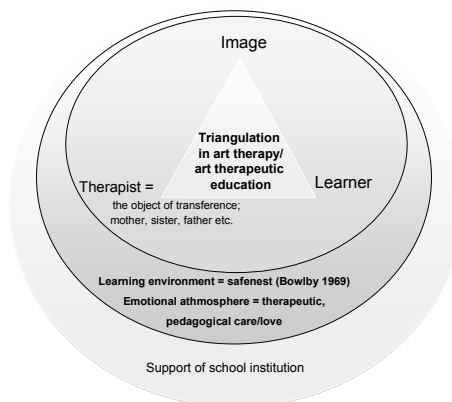 Image
Triangulation
in art therapy/
art therapeutic
education
Therapist =
Learner
the object of transference;
mother, sister, father etc.
Learning environment = safenest (Bowlby 1969)
Emotional athmosphere = therapeutic,
pedagogical care/love
Support of school institution